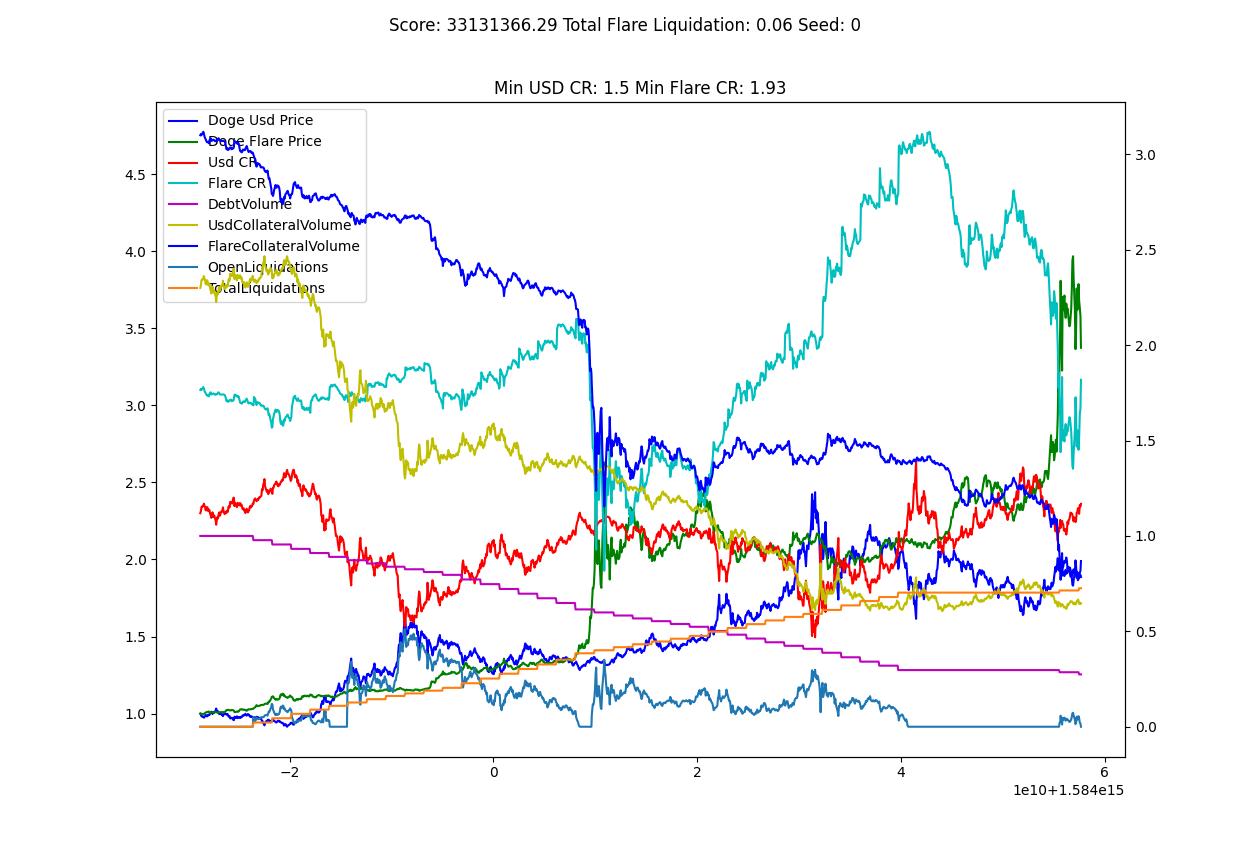 Score: 33131366.29 Total Flare Liquidation: 0.06 Seed: 0
Min USD CR: 1.5 Min Flare CR: 1.93
Doge Usd Price
Doge Flare Price
Usd CR
Flare CR
DebtVolume
UsdCollateralVolume
FlareCollateralVolume
OpenLiquidations
TotalLiquidations
4.5
4.0
3.5
3.0
2.5
2.0
1.5
1.0
3.0
2.5
2.0
1.5
1.0
0.5
0.0
−2
0
2
4
6
1e10+1.584e15